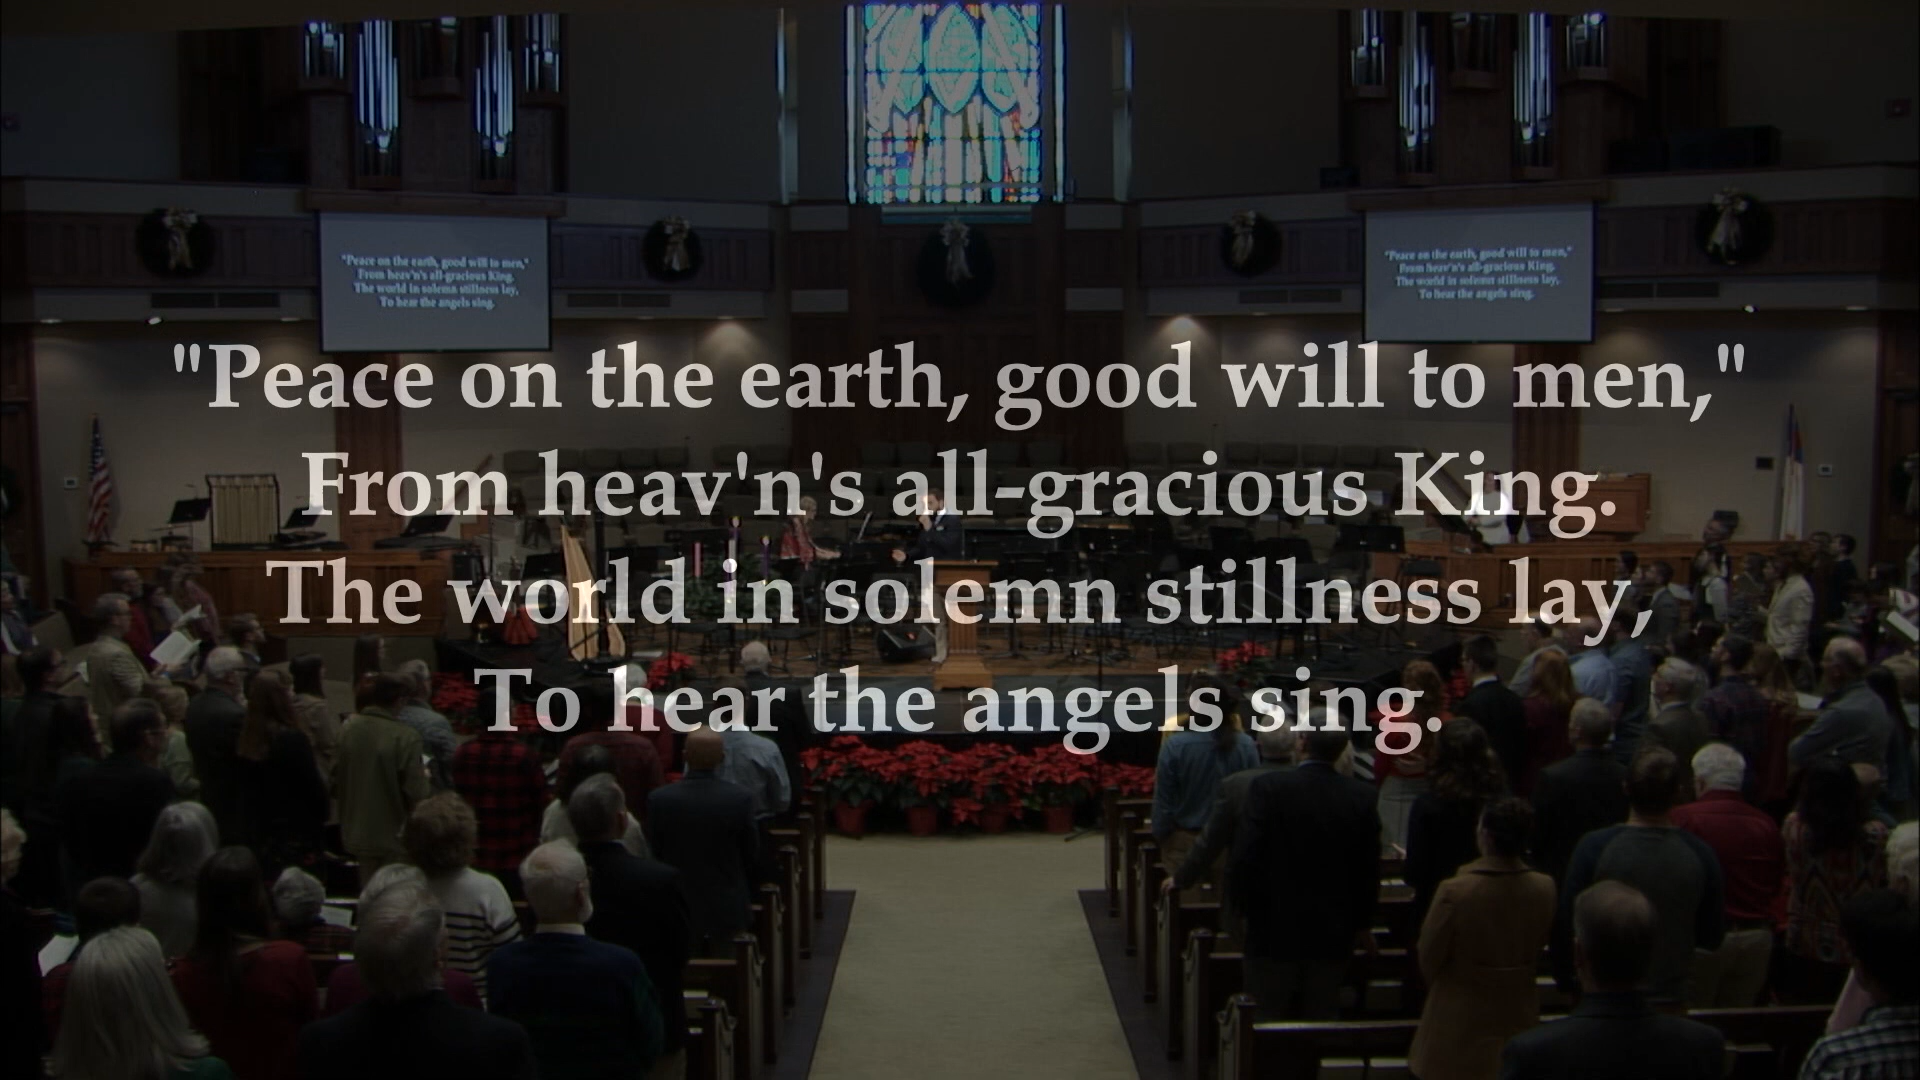 "Peace on the earth, good will to men,"
From heav'n's all-gracious King.
The world in solemn stillness lay,
To hear the angels sing.
"Peace on the earth, good will to men,"
From heav'n's all-gracious King.
The world in solemn stillness lay,
To hear the angels sing.
"Peace on the earth, good will to men,"
From heav'n's all-gracious King.
The world in solemn stillness lay,
To hear the angels sing.